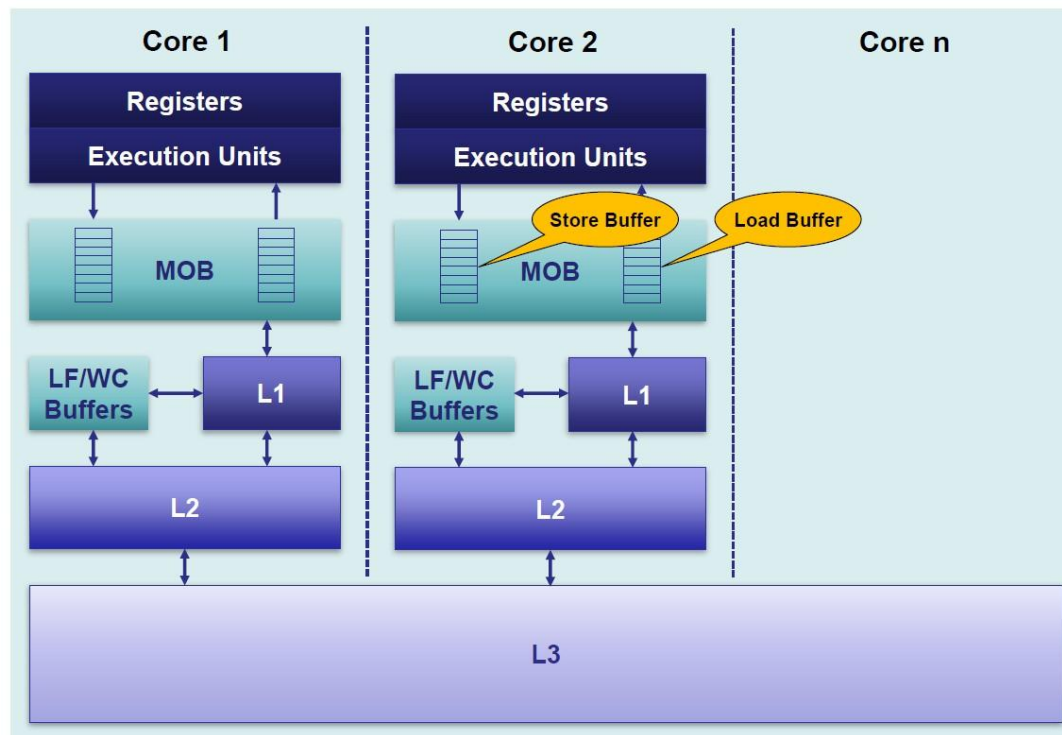 Core 1
Core 2
Core n
Registers
Execution Units
Registers
Execution Units
Store Buffer
Load Buffer
MOB
MOB
LF/WC
Buffers
L1
LF/WC
Buffers
L1
L2
L2
L3